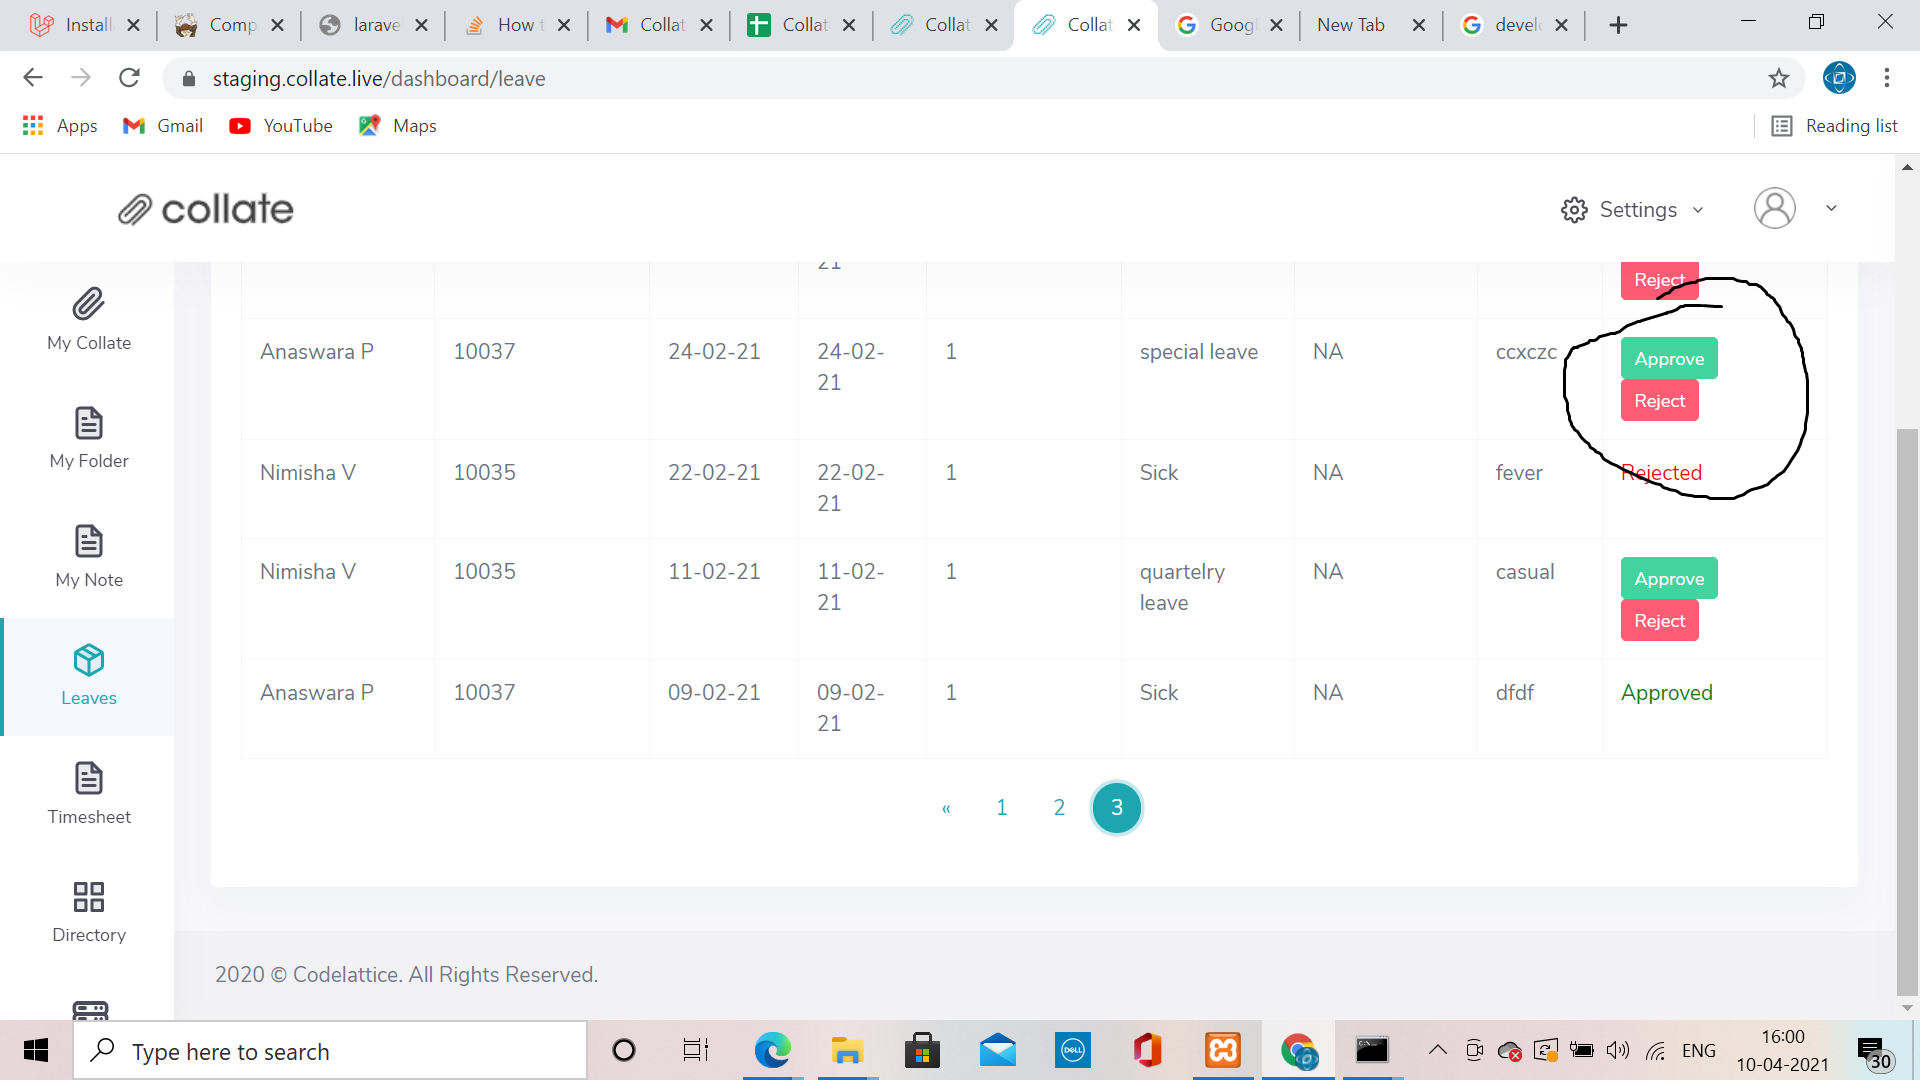 Install
Comp
larave
How t
Collat
Collat
Collat
Collat
Googl
New Tab
develo
staging.collate.live/dashboard/leave
Apps
Gmail
YouTube
Maps
Reading list
collate
Settings
21
Reject
My Collate
My Folder
My Note
Leaves
Timesheet
Directory
Anaswara P 10037 24-02-21 24-02-
21 1 special leave NA ccxczc Approve
Reject
Nimisha V 10035 22-02-21 22-02-
21 1 Sick NA fever Rejected
Nimisha V 10035 11-02-21 11-02-
21 1 quartelry
leave NA casual Approve
Reject
Anaswara P 10037 09-02-21 09-02-
21 1 Sick NA dfdf Approved
« 1 2 3
2020 © Codelattice. All Rights Reserved.
Type here to search
DELL
ENG
16:00
10-04-2021
30